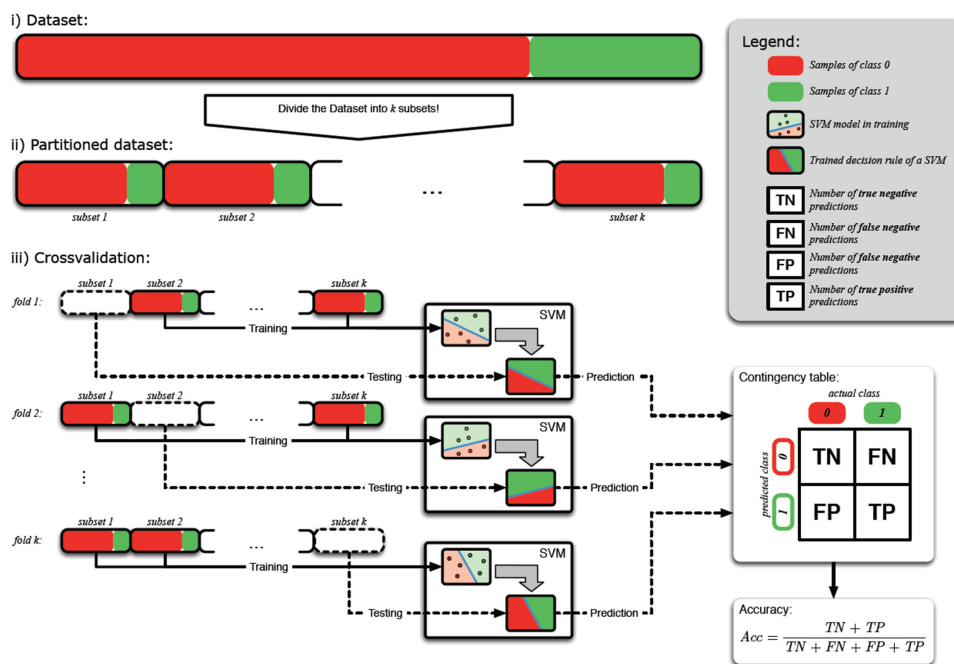 i) Dataset:
Divide the Dataset into k subsets!
ii) Partitioned dataset:
...
subset 1
subset 2
subset k
iii) Crossvalidation:
fold 1:
subset 1
subset 2
...
subset k
Training
Testing
SVM
Prediction
fold 2:
subset 1
subset 2
...
subset k
Training
Testing
SVM
Prediction
⋮
fold k:
subset 1
subset 2
...
subset k
Training
Testing
SVM
Prediction
Legend:
Samples of class 0
Samples of class 1
SVM model in training
Trained decision rule of a SVM
TN
Number of true negative
predictions
FN
Number of false negative
predictions
FP
Number of false negative
predictions
TP
Number of true positive
predictions
Contingency table:
actual class
0 1
predicted class
0
TN FN
1
FP TP
Accuracy:
Acc = (TN + TP) / (TN + FN + FP + TP)